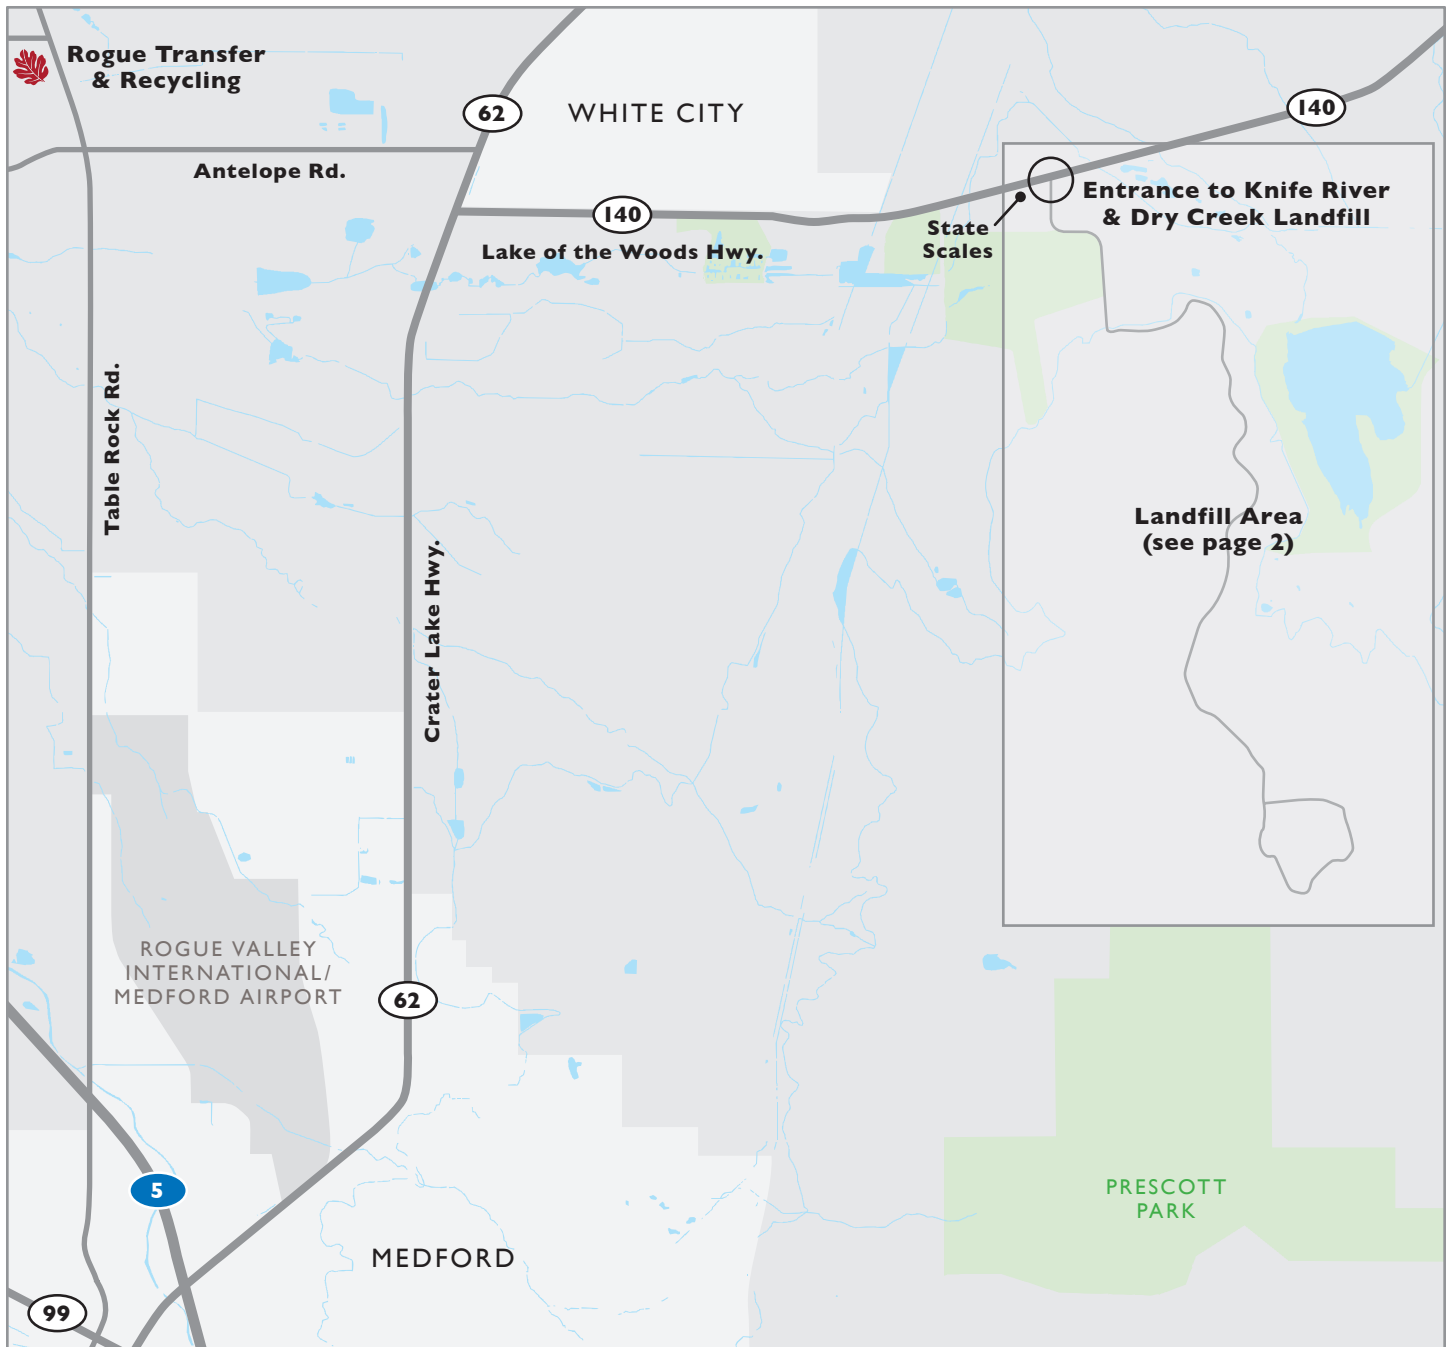 Rogue Transfer
& Recycling
62
WHITE CITY
140
Antelope Rd.
140
Lake of the Woods Hwy.
State
Scales
Entrance to Knife River
& Dry Creek Landfill
Table Rock Rd.
Crater Lake Hwy.
Landfill Area
(see page 2)
ROGUE VALLEY
INTERNATIONAL/
MEDFORD AIRPORT
62
5
PRESCOTT
PARK
MEDFORD
99